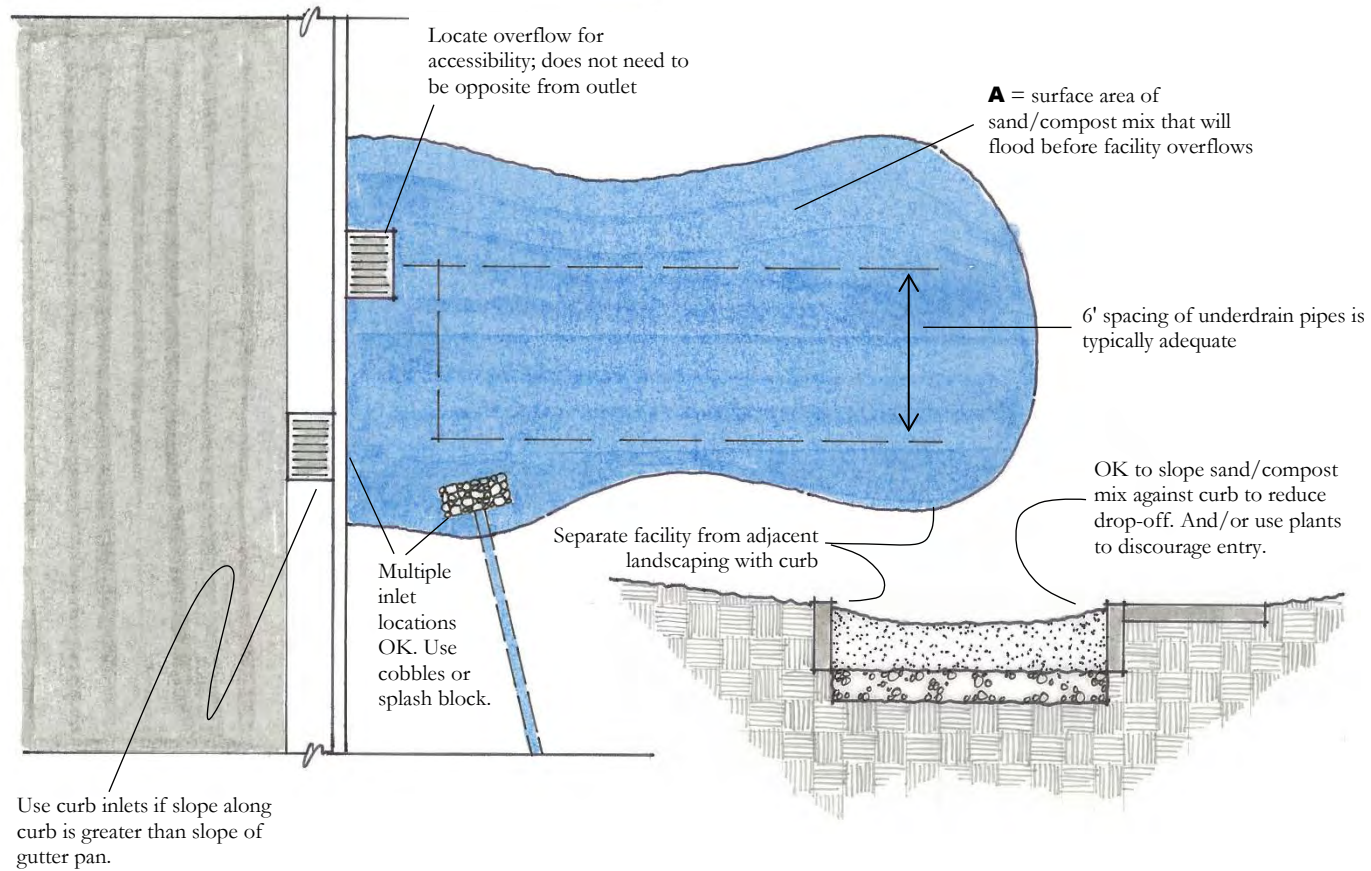 Locate overflow for
accessibility; does not need to
be opposite from outlet
A = surface area of
sand/compost mix that will
flood before facility overflows
6' spacing of underdrain pipes is
typically adequate
OK to slope sand/compost
mix against curb to reduce
drop-off. And/or use plants
to discourage entry.
Separate facility from adjacent
landscaping with curb
Multiple
inlet
locations
OK. Use
cobbles or
splash block.
Use curb inlets if slope along
curb is greater than slope of
gutter pan.